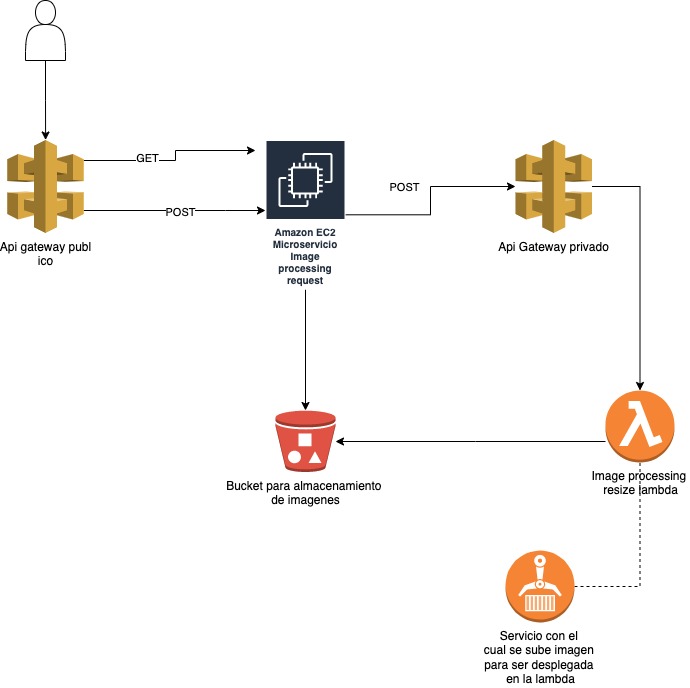 GET
POST
POST
Api gateway publ
ico
Amazon EC2
Microservicio
Image
processing
request
Api Gateway privado
Bucket para almacenamiento
de imagenes
Image processing
resize lambda
Servicio con el
cual se sube imagen
para ser desplegada
en la lambda